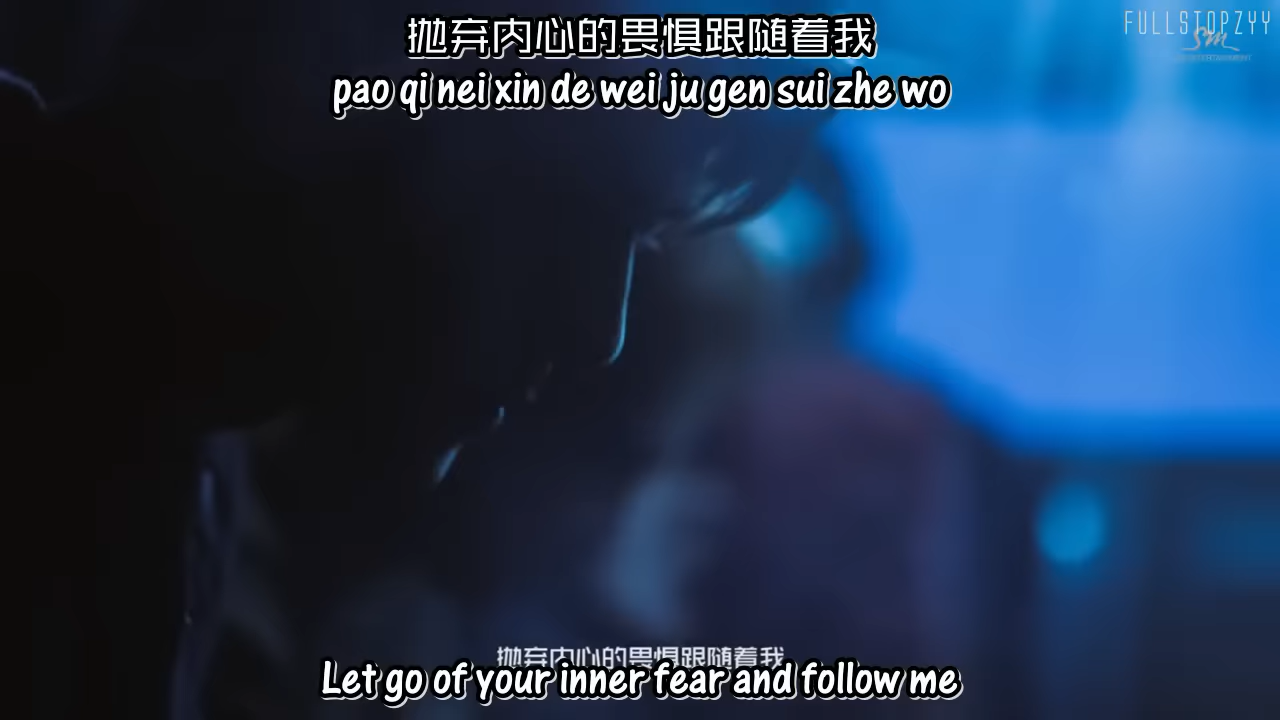 抛弃内心的畏惧跟随着我
FULLSTOPZYY
SM
pao qi nei xin de wei ju gen sui zhe wo
抛弃内心的畏惧跟随着我
Let go of your inner fear and follow me